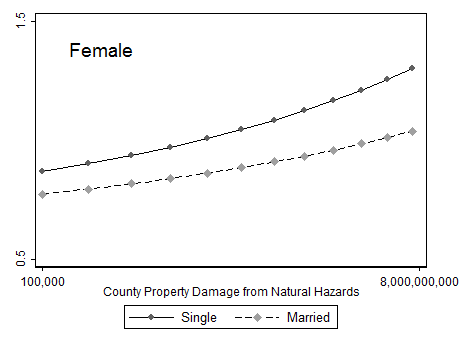 1.5
Female
0.5
100,000 8,000,000,000
County Property Damage from Natural Hazards
Single Married